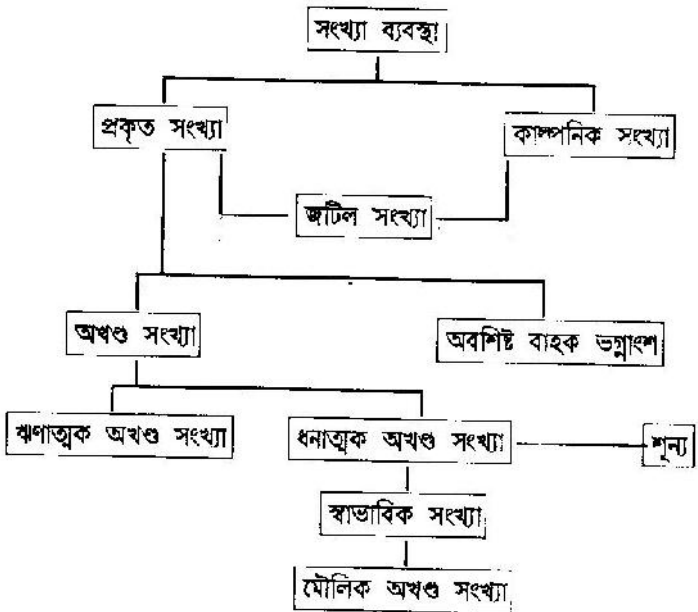 সংখ্যা ব্যবস্থা
প্রকৃত সংখ্যা
কাল্পনিক সংখ্যা
জটিল সংখ্যা
অখণ্ড সংখ্যা
অবশিষ্ট বাহক ভগ্নাংশ
ঋণাত্মক অখণ্ড সংখ্যা
ধনাত্মক অখণ্ড সংখ্যা
শূন্য
স্বাভাবিক সংখ্যা
মৌলিক অখণ্ড সংখ্যা